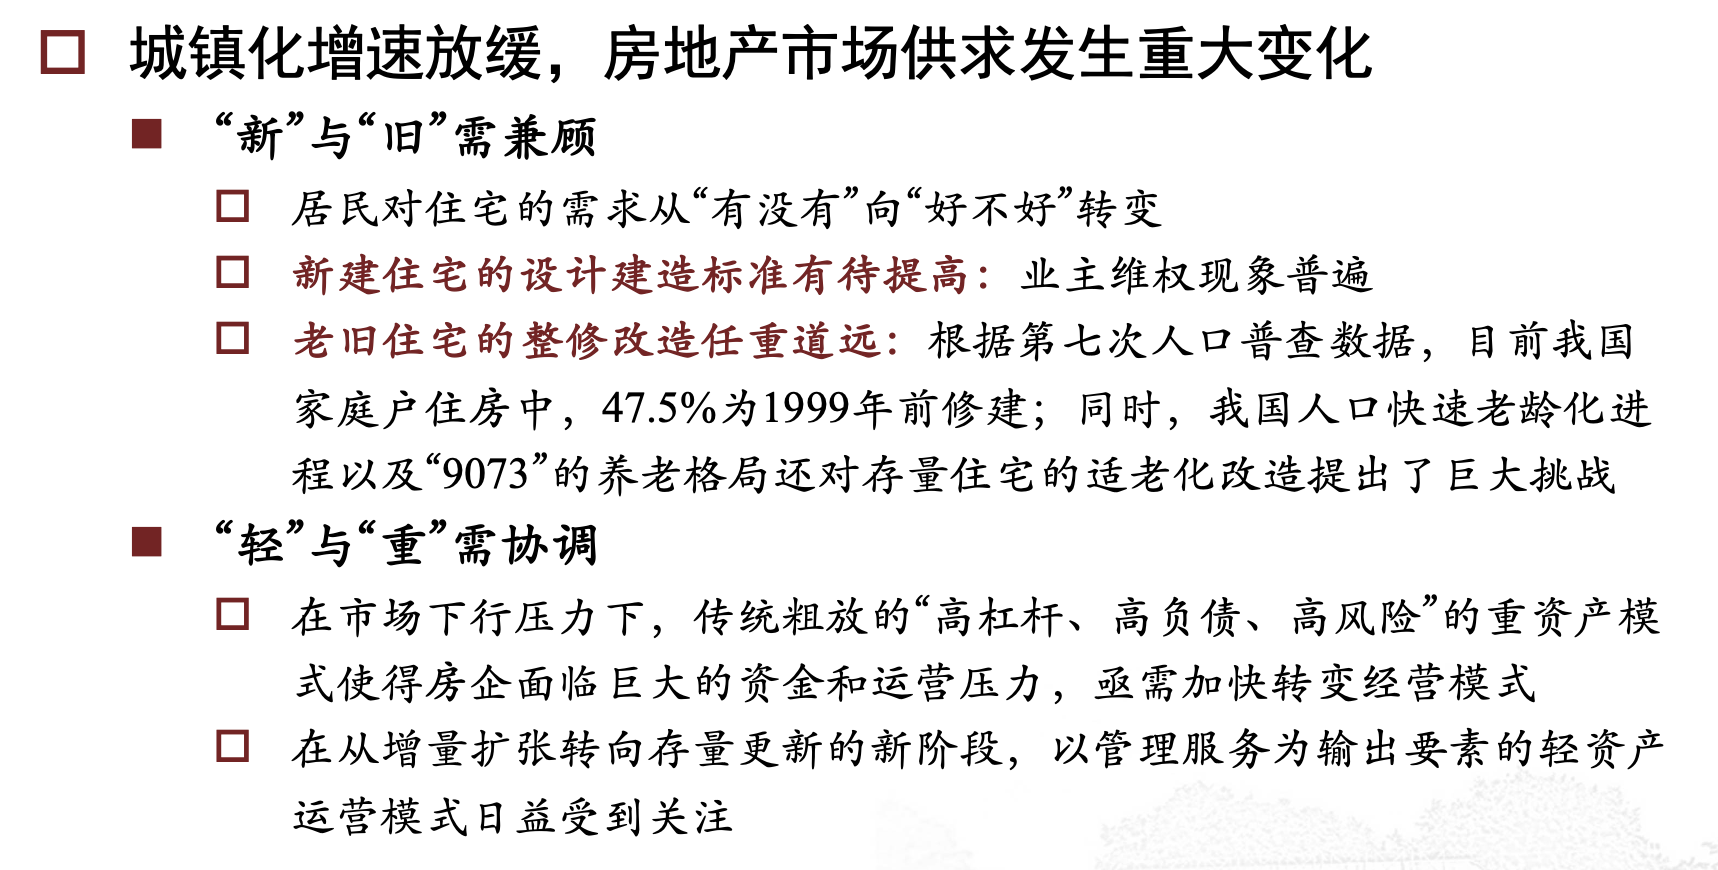 城镇化增速放缓，房地产市场供求发生重大变化
“新”与“旧”需兼顾
居民对住宅的需求从“有没有”向“好不好”转变
新建住宅的设计建造标准有待提高：业主维权现象普遍
老旧住宅的整修改造任重道远：根据第七次人口普查数据，目前我国
家庭户住房中，47.5%为1999年前修建；同时，我国人口快速老龄化进
程以及“9073”的养老格局还对存量住宅的适老化改造提出了巨大挑战
“轻”与“重”需协调
在市场下行压力下，传统粗放的“高杠杆、高负债、高风险”的重资产模
式使得房企面临巨大的资金和运营压力，亟需加快转变经营模式
在从增量扩张转向存量更新的新阶段，以管理服务为输出要素的轻资产
运营模式日益受到关注